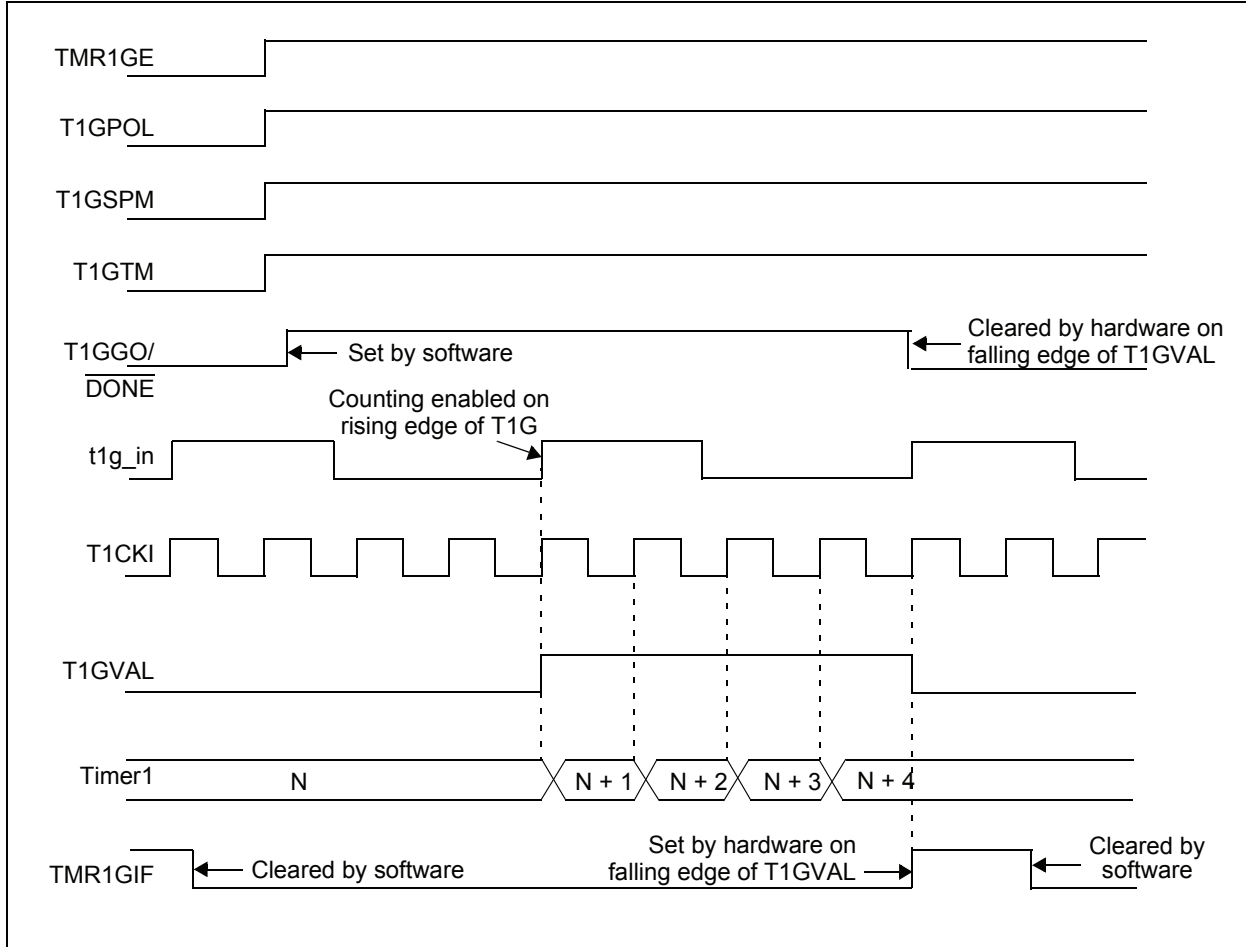 TMR1GE
T1GPOL
T1GSPM
T1GTM
T1GGO/
DONE
Set by software
Cleared by hardware on
falling edge of T1GVAL
Counting enabled on
rising edge of T1G
t1g_in
T1CKI
T1GVAL
Timer1
N
N + 1
N + 2
N + 3
N + 4
TMR1GIF
Cleared by software
Set by hardware on
falling edge of T1GVAL
Cleared by
software